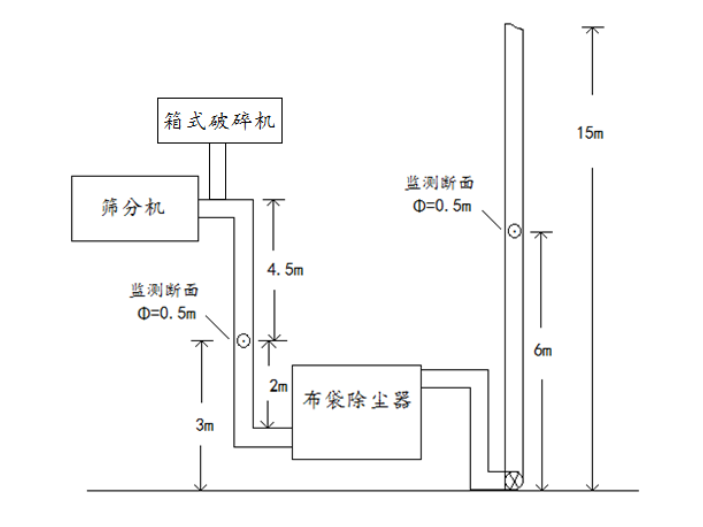 箱式破碎机
15m
监测断面
Φ=0.5m
筛分机
4.5m
监测断面
Φ=0.5m
6m
2m
布袋除尘器
3m